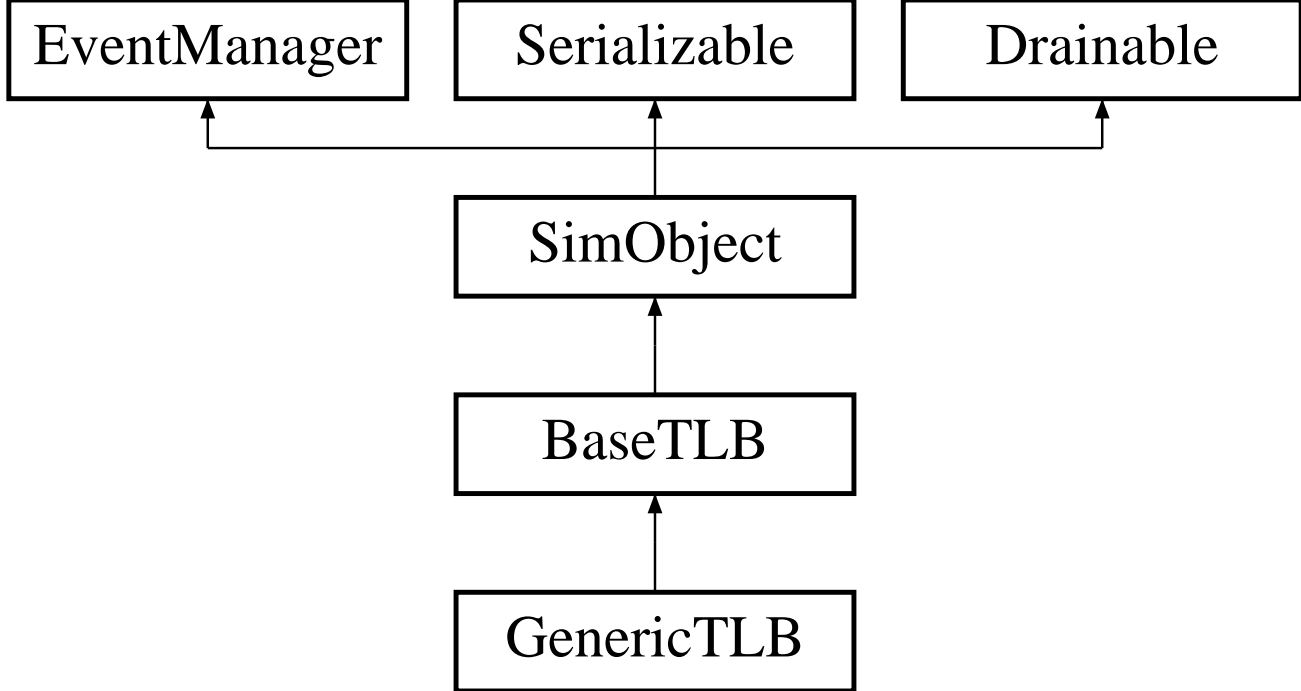 EventManager
Serializable
Drainable
SimObject
BaseTLB
GenericTLB